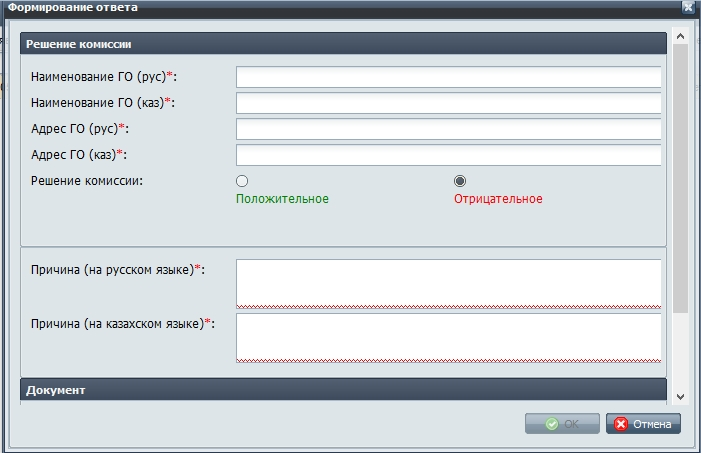 Формирование ответа
Решение комиссии
Наименование ГО (рус)*:
Наименование ГО (каз)*:
Адрес ГО (рус)*:
Адрес ГО (каз)*:
Решение комиссии:
Положительное Отрицательное
Причина (на русском языке)*:
Причина (на казахском языке)*:
Документ
OK Отмена